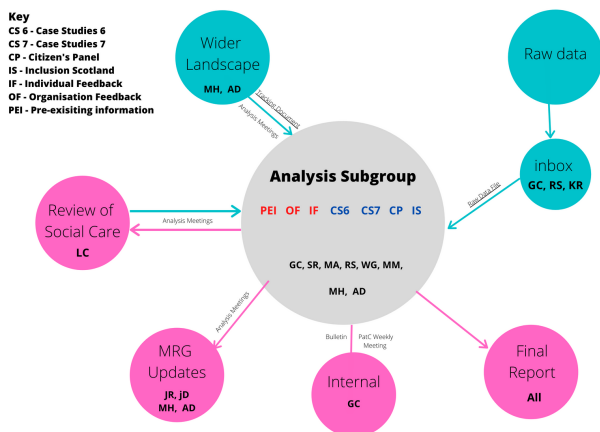 Key
CS 6 - Case Studies 6
CS 7 - Case Studies 7
CP - Citizen's Panel
IS - Inclusion Scotland
IF - Individual Feedback
OF - Organisation Feedback
PEI - Pre-exisiting information
Wider
Landscape
MH, AD
Tracking Document
Analysis Meetings
Raw data
inbox
GC, RS, KR
Raw Data File
Analysis Subgroup
PEI OF IF CS6 CS7 CP IS
GC, SR, MA, RS, WG, MM,
MH, AD
Review of
Social Care
LC
Analysis Meetings
Analysis Meetings
MRG
Updates
JR, jD
MH, AD
Bulletin
PatC Weekly
Meeting
Internal
GC
Final
Report
All